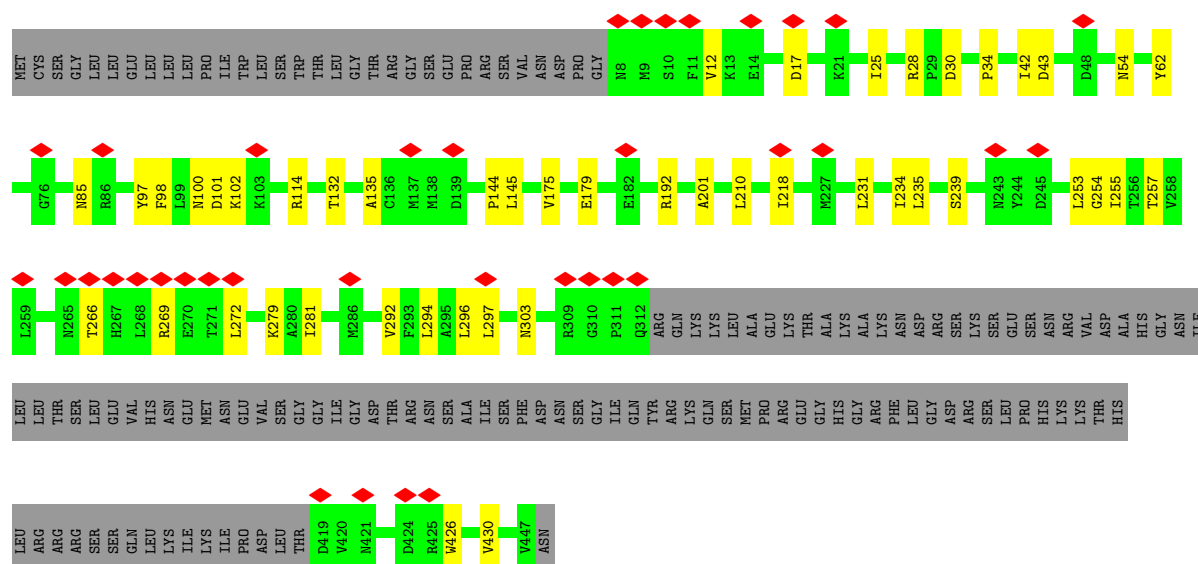 MET CYS SER GLY LEU LEU GLU LEU LEU LEU PRO ILE TRP LEU SER TRP THR LEU GLY THR ARG GLY SER GLU PRO ARG SER VAL ASN ASP PRO GLY N8 M9 S10 F11 V12 K13 E14 D17 K21 I25 R28 P29 D30 P34 I42 D43 D48 N54 Y62
G76 N85 R86 Y97 F98 L99 N100 D101 K102 K103 R114 T132 A135 C136 M137 M138 D139 P144 L145 V175 E179 E182 R192 A201 L210 I218 M227 L231 I234 L235 S239 N243 Y244 D245 L253 G254 I255 T256 T257 V258
L259 N265 T266 H267 L268 R269 E270 T271 L272 K279 A280 I281 M286 V292 F293 L294 A295 L296 L297 N303 R309 G310 P311 Q312 ARG GLN LYS LYS LEU ALA GLU LYS THR ALA LYS ALA LYS ASN ASP ARG SER LYS SER GLU SER ASN ARG VAL ASP ALA HIS GLY ASN ILE
LEU LEU THR SER LEU GLU VAL HIS ASN GLU MET ASN GLU VAL SER GLY GLY ILE GLY ASP THR ARG ASN SER ALA ILE SER PHE ASP ASN SER GLY ILE GLN TYR ARG LYS GLN SER MET PRO ARG GLU GLY HIS GLY ARG PHE LEU GLY ASP ARG SER LEU PRO HIS LYS LYS THR HIS
LEU ARG ARG ARG SER SER GLN LEU LYS ILE LYS ILE PRO ASP LEU THR D419 V420 N421 D424 R425 W426 V430 V447 ASN